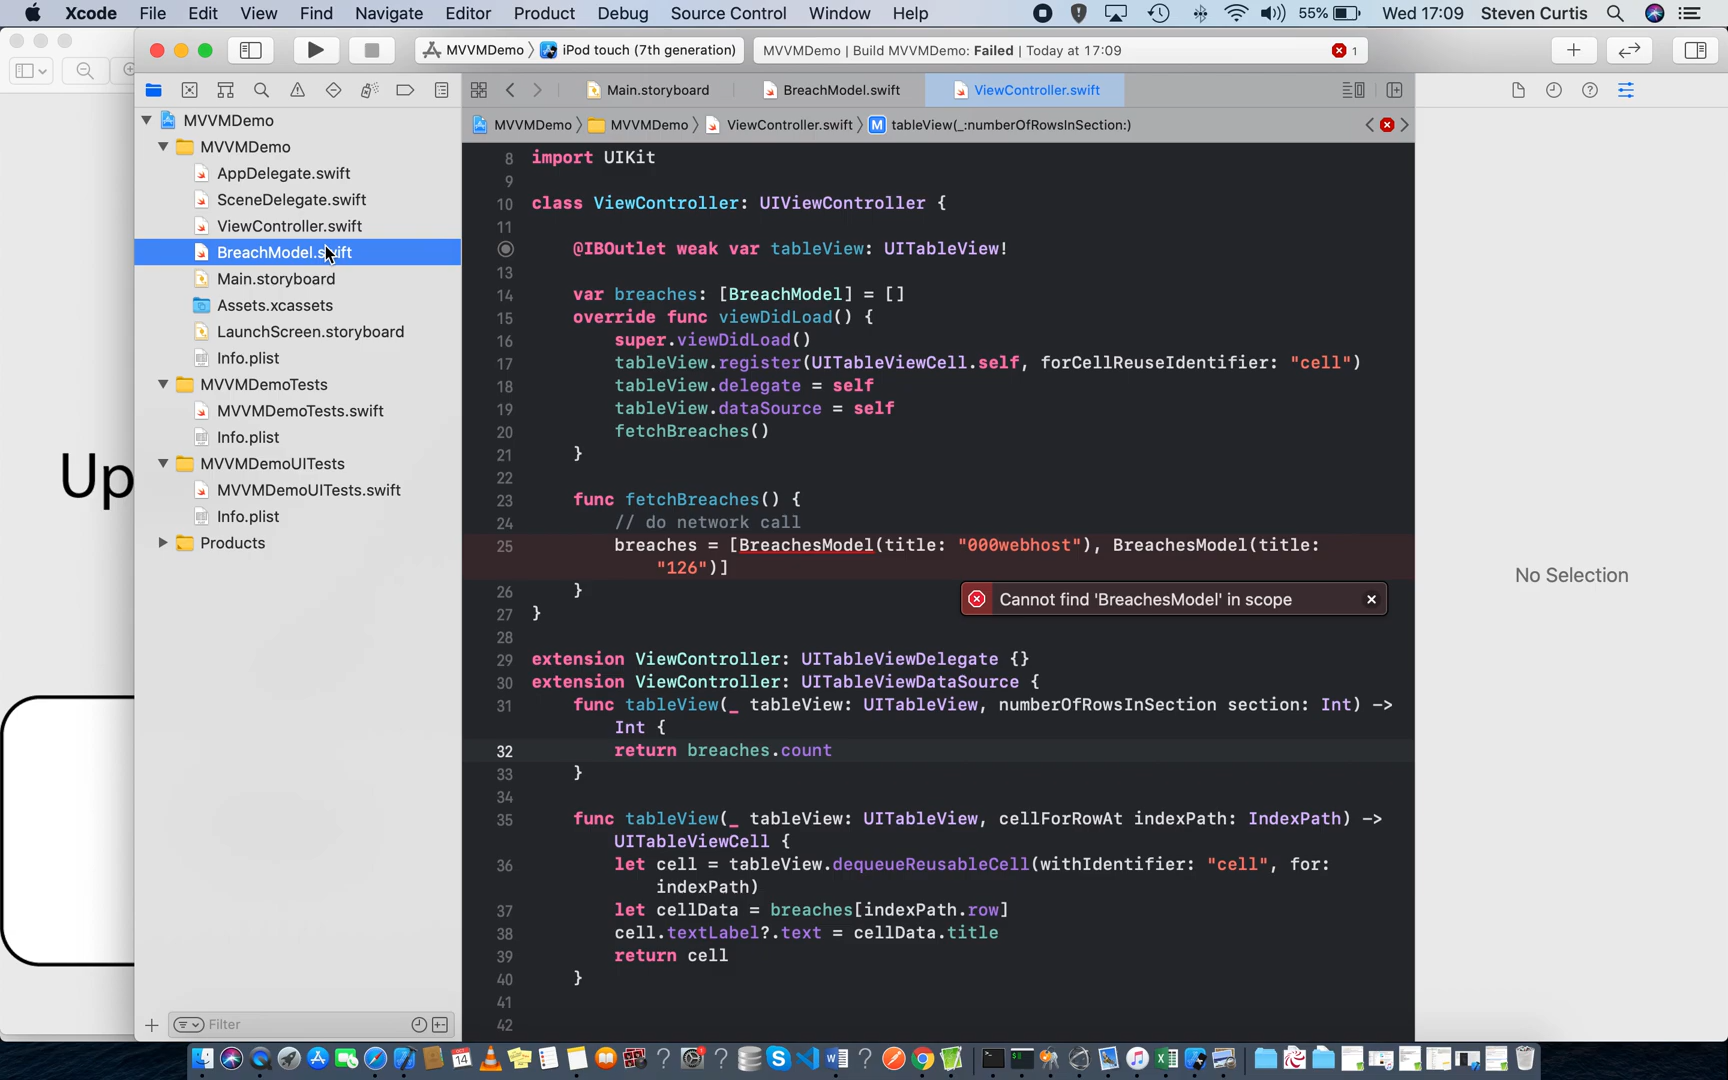 Xcode File Edit View Find Navigate Editor Product Debug Source Control Window Help 55% Wed 17:09 Steven Curtis
MVVMDemo iPod touch (7th generation) MVVMDemo | Build MVVMDemo: Failed | Today at 17:09 1
Main.storyboard BreachModel.swift ViewController.swift
MVVMDemo MVVMDemo ViewController.swift M tableView(_:numberOfRowsInSection:)
MVVMDemo
MVVMDemo
AppDelegate.swift
SceneDelegate.swift
ViewController.swift
BreachModel.swift
Main.storyboard
Assets.xcassets
LaunchScreen.storyboard
Info.plist
MVVMDemoTests
MVVMDemoTests.swift
Info.plist
MVVMDemoUITests
MVVMDemoUITests.swift
Info.plist
Products
Filter
Up
8 import UIKit
9
10 class ViewController: UIViewController {
11
@IBOutlet weak var tableView: UITableView!
13
14 var breaches: [BreachModel] = []
15 override func viewDidLoad() {
16 super.viewDidLoad()
17 tableView.register(UITableViewCell.self, forCellReuseIdentifier: "cell")
18 tableView.delegate = self
19 tableView.dataSource = self
20 fetchBreaches()
21 }
22
23 func fetchBreaches() {
24 // do network call
25 breaches = [BreachesModel(title: "000webhost"), BreachesModel(title:
"126")]
26 }
Cannot find 'BreachesModel' in scope
27 }
28
29 extension ViewController: UITableViewDelegate {}
30 extension ViewController: UITableViewDataSource {
31 func tableView(_ tableView: UITableView, numberOfRowsInSection section: Int) ->
Int {
32 return breaches.count
33 }
34
35 func tableView(_ tableView: UITableView, cellForRowAt indexPath: IndexPath) ->
UITableViewCell {
36 let cell = tableView.dequeueReusableCell(withIdentifier: "cell", for:
indexPath)
37 let cellData = breaches[indexPath.row]
38 cell.textLabel?.text = cellData.title
39 return cell
40 }
41
42
No Selection